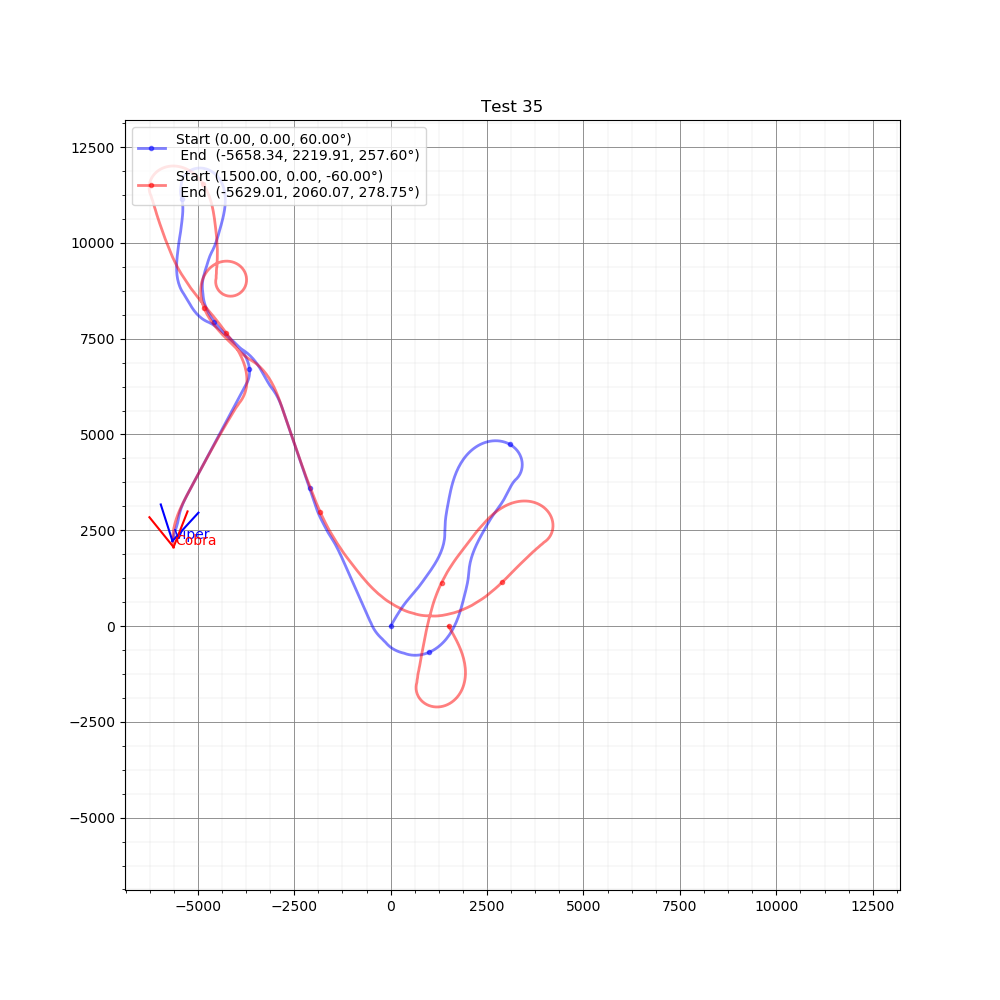 Test 35
Start (0.00, 0.00, 60.00°)
End (-5658.34, 2219.91, 257.60°)
Start (1500.00, 0.00, -60.00°)
End (-5629.01, 2060.07, 278.75°)
12500
10000
7500
5000
2500
0
−2500
−5000
Viper
Cobra
−5000 −2500 0 2500 5000 7500 10000 12500